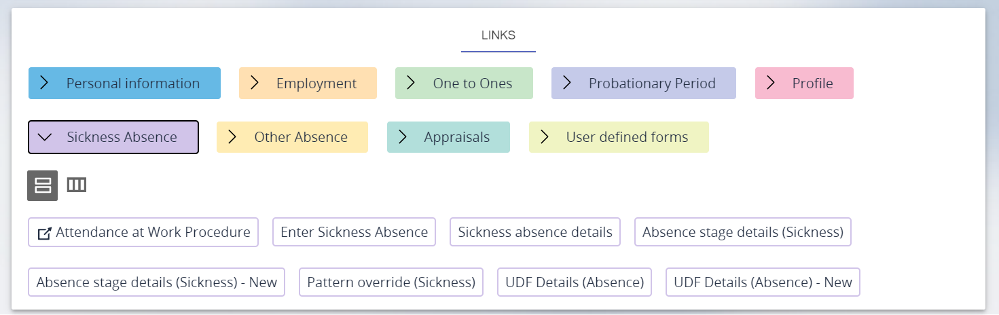 LINKS
Personal information Employment One to Ones Probationary Period Profile
Sickness Absence Other Absence Appraisals User defined forms
Attendance at Work Procedure Enter Sickness Absence Sickness absence details Absence stage details (Sickness)
Absence stage details (Sickness) - New Pattern override (Sickness) UDF Details (Absence) UDF Details (Absence) - New